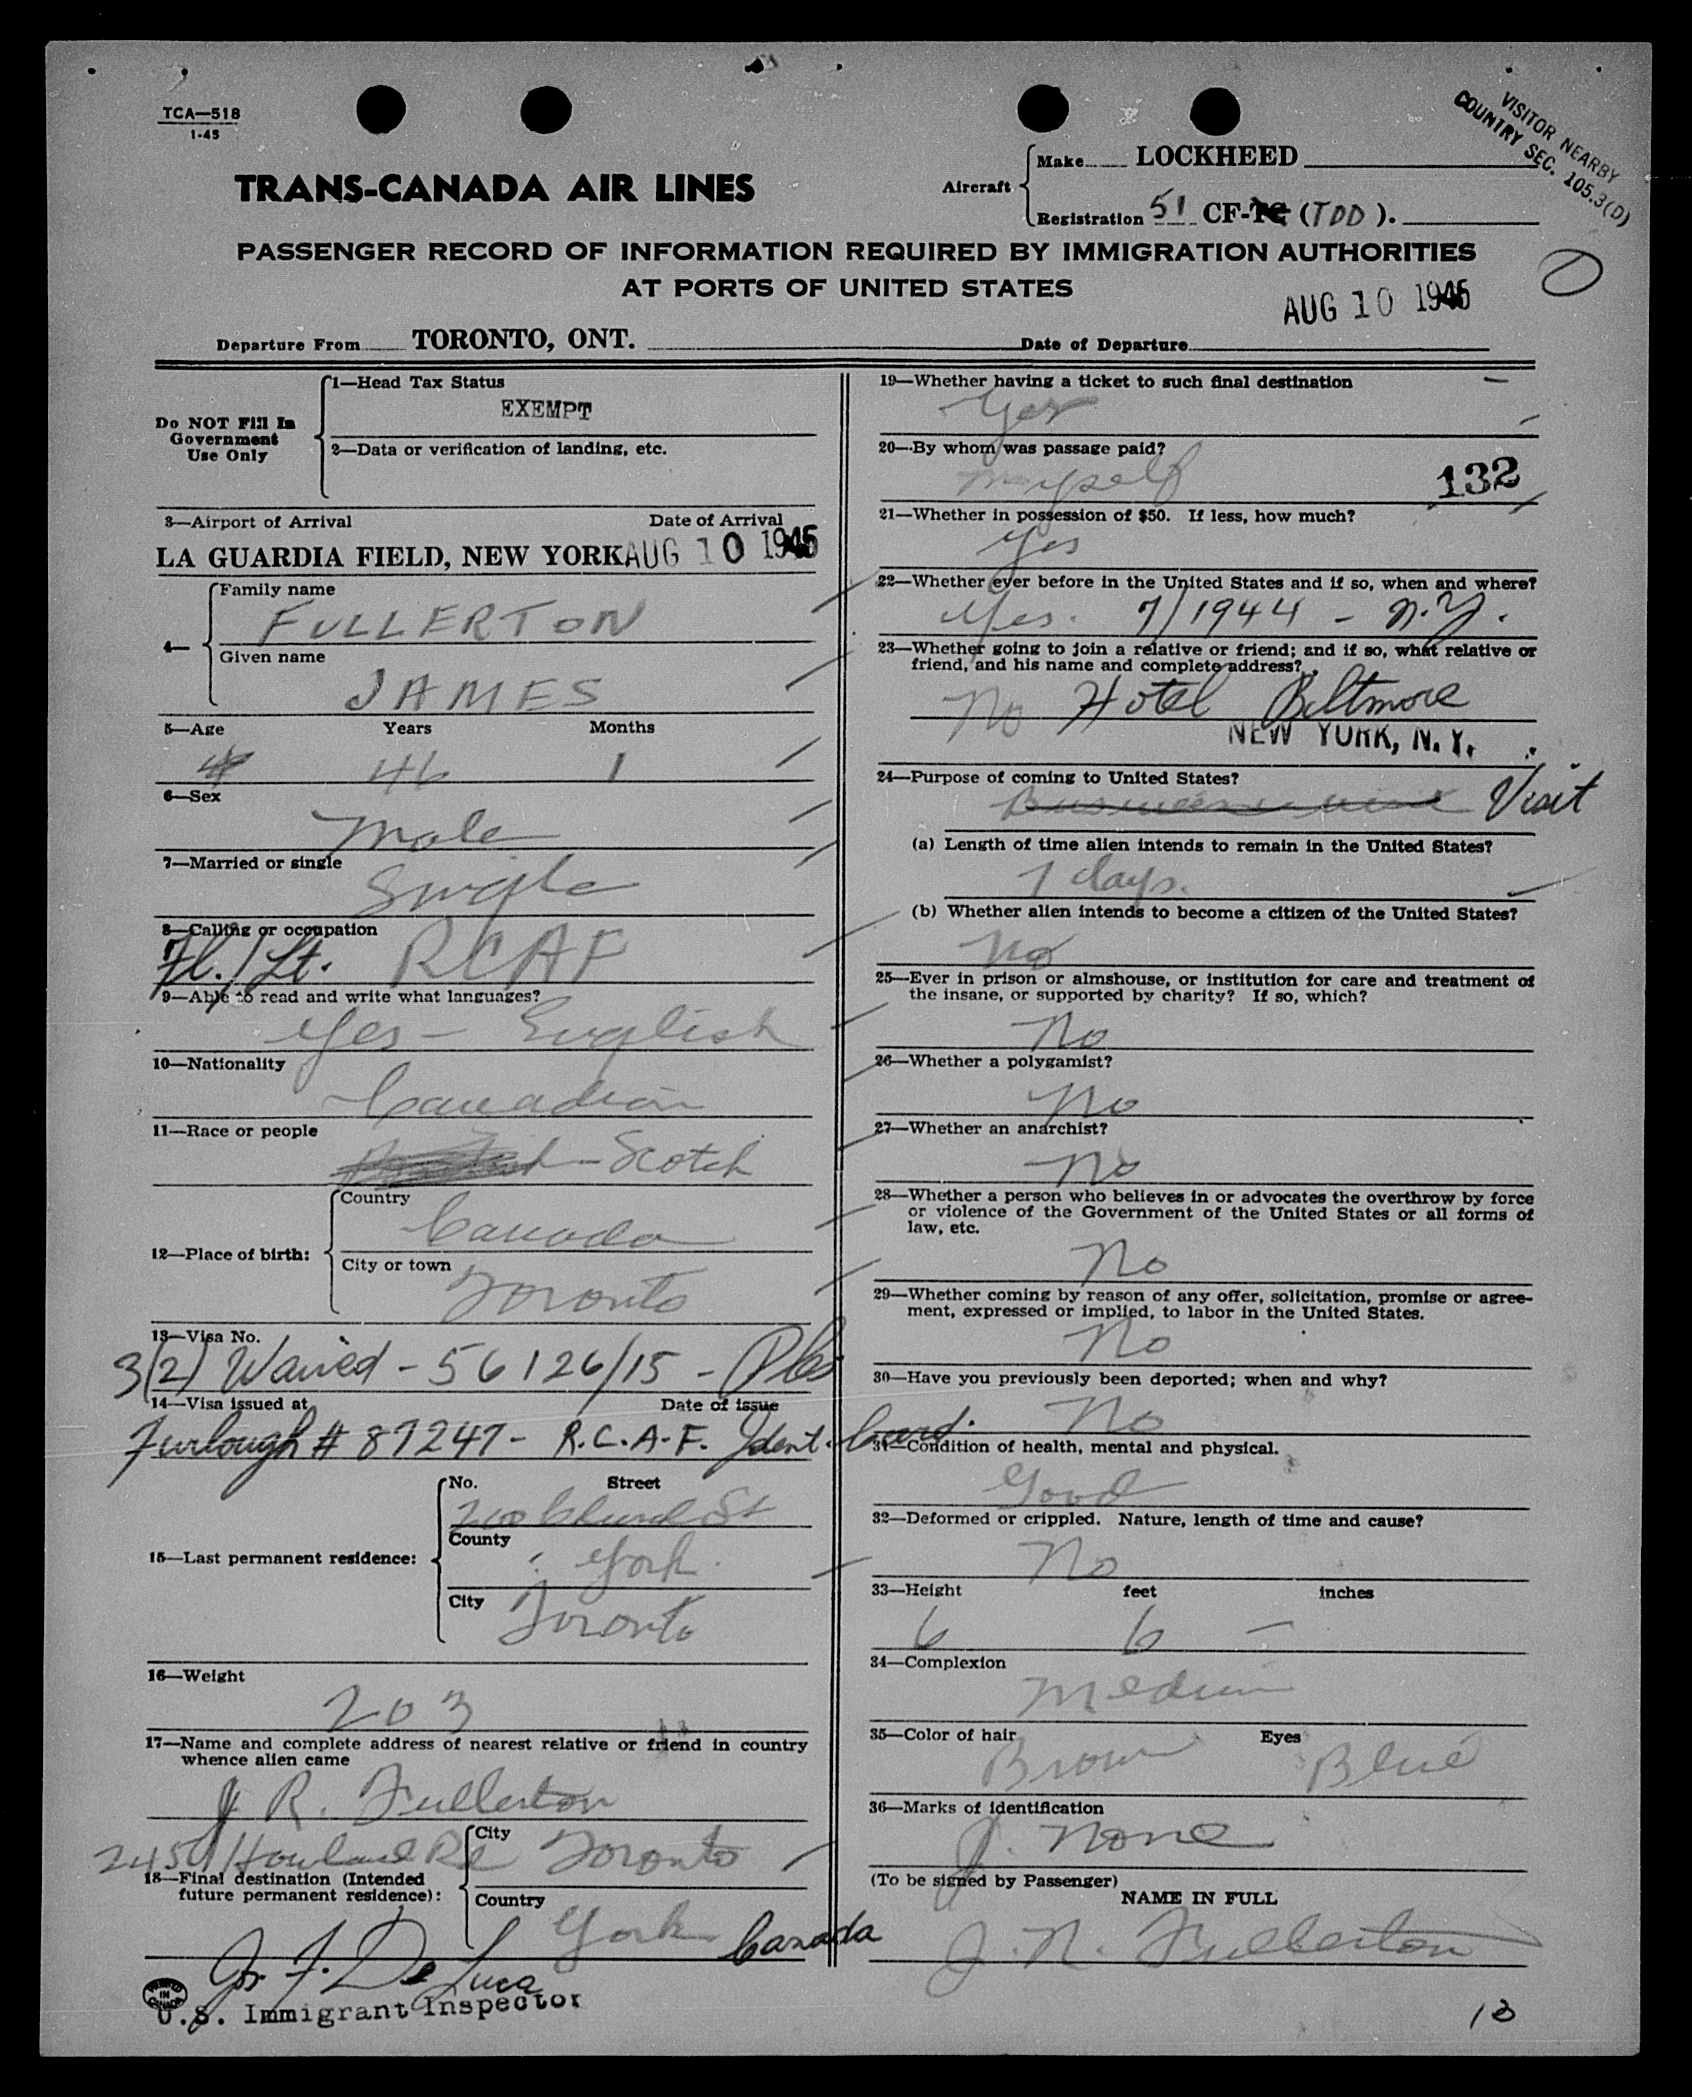 TCA—518
1-45
VISITOR NEARBY
COUNTRY SEC. 105.3(D)
TRANS-CANADA AIR LINES
Aircraft
Make LOCKHEED
Registration 51 CF-TC (TDD).
PASSENGER RECORD OF INFORMATION REQUIRED BY IMMIGRATION AUTHORITIES
AT PORTS OF UNITED STATES
AUG 10 1945
Departure From TORONTO, ONT. Date of Departure
Do NOT Fill In
Government
Use Only
1—Head Tax Status
EXEMPT
2—Data or verification of landing, etc.
3—Airport of Arrival Date of Arrival
LA GUARDIA FIELD, NEW YORK AUG 10 1945
4—
Family name
FULLERTON
Given name
JAMES
5—Age Years Months
46 1
6—Sex
Male
7—Married or single
Single
8—Calling or occupation
Fl./Lt. RCAF
9—Able to read and write what languages?
Yes - English
10—Nationality
Canadian
11—Race or people
- Scotch
12—Place of birth:
Country
Canada
City or town
Toronto
13—Visa No.
3(2) Waived - 56126/15 -
14—Visa issued at Date of issue
Furlough # 87247 - R.C.A.F. Ident. Card.
15—Last permanent residence:
No. Street
200 Church St
County
York
City
Toronto
16—Weight
203
17—Name and complete address of nearest relative or friend in country
whence alien came
J R. Fullerton
18—Final destination (Intended
future permanent residence):
City
Toronto
Country
York Canada
Jos. F. De Luca
U.S. Immigrant Inspector
PRINTED IN CANADA
19—Whether having a ticket to such final destination
Yes
20—By whom was passage paid?
Myself
132
21—Whether in possession of $50. If less, how much?
Yes
22—Whether ever before in the United States and if so, when and where?
Yes. 7/1944 - N.Y.
23—Whether going to join a relative or friend; and if so, what relative or
friend, and his name and complete address?
No Hotel Biltmore
NEW YORK, N. Y.
24—Purpose of coming to United States?
Business visit Visit
(a) Length of time alien intends to remain in the United States?
7 days.
(b) Whether alien intends to become a citizen of the United States?
No
25—Ever in prison or almshouse, or institution for care and treatment of
the insane, or supported by charity? If so, which?
No
26—Whether a polygamist?
No
27—Whether an anarchist?
No
28—Whether a person who believes in or advocates the overthrow by force
or violence of the Government of the United States or all forms of
law, etc.
No
29—Whether coming by reason of any offer, solicitation, promise or agree-
ment, expressed or implied, to labor in the United States.
No
30—Have you previously been deported; when and why?
No
31—Condition of health, mental and physical.
Good
32—Deformed or crippled. Nature, length of time and cause?
No
33—Height feet inches
6 6 —
34—Complexion
Medium
35—Color of hair Eyes
Brown Blue
36—Marks of identification
None
(To be signed by Passenger)
NAME IN FULL
J. N. Fullerton
13